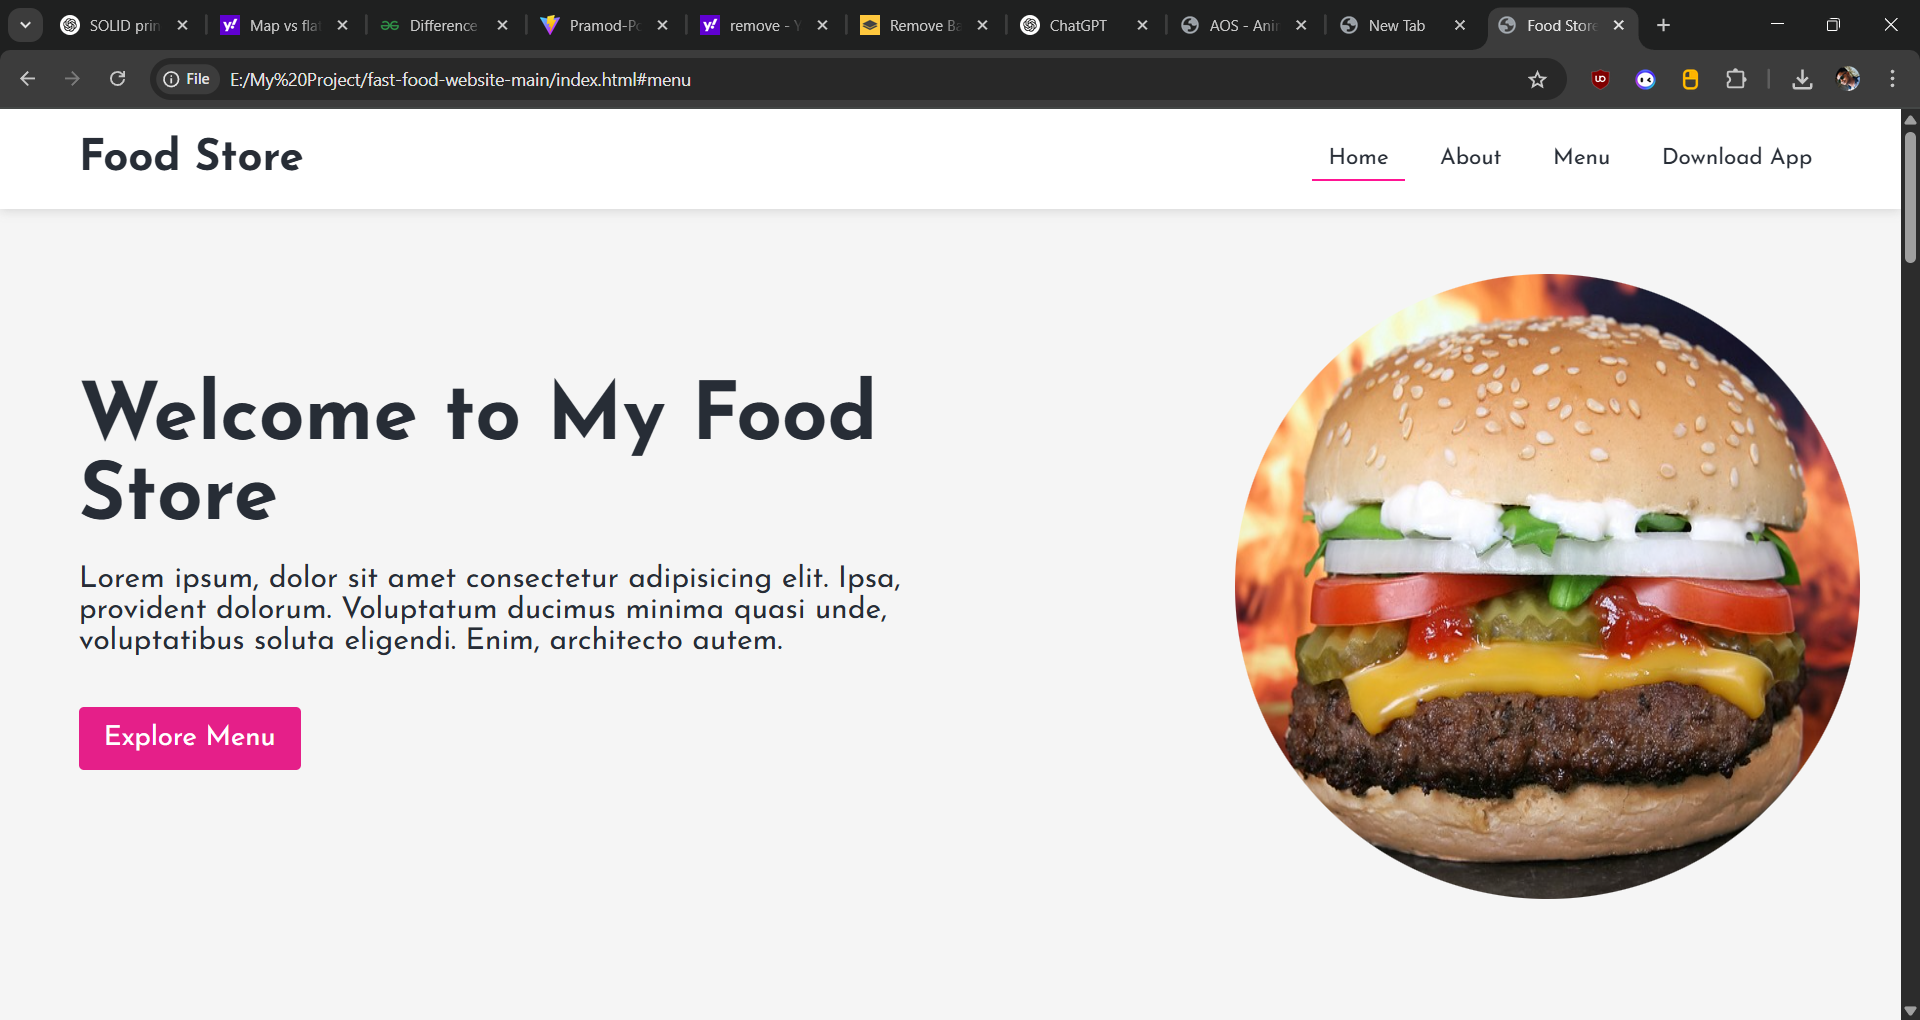 SOLID prin
Map vs fla
Difference
Pramod-Po
remove - Y
Remove Ba
ChatGPT
AOS - Ani
New Tab
Food Store
File
E:/My%20Project/fast-food-website-main/index.html#menu
Food Store
Home
About
Menu
Download App
Welcome to My Food
Store
Lorem ipsum, dolor sit amet consectetur adipisicing elit. Ipsa,
provident dolorum. Voluptatum ducimus minima quasi unde,
voluptatibus soluta eligendi. Enim, architecto autem.
Explore Menu